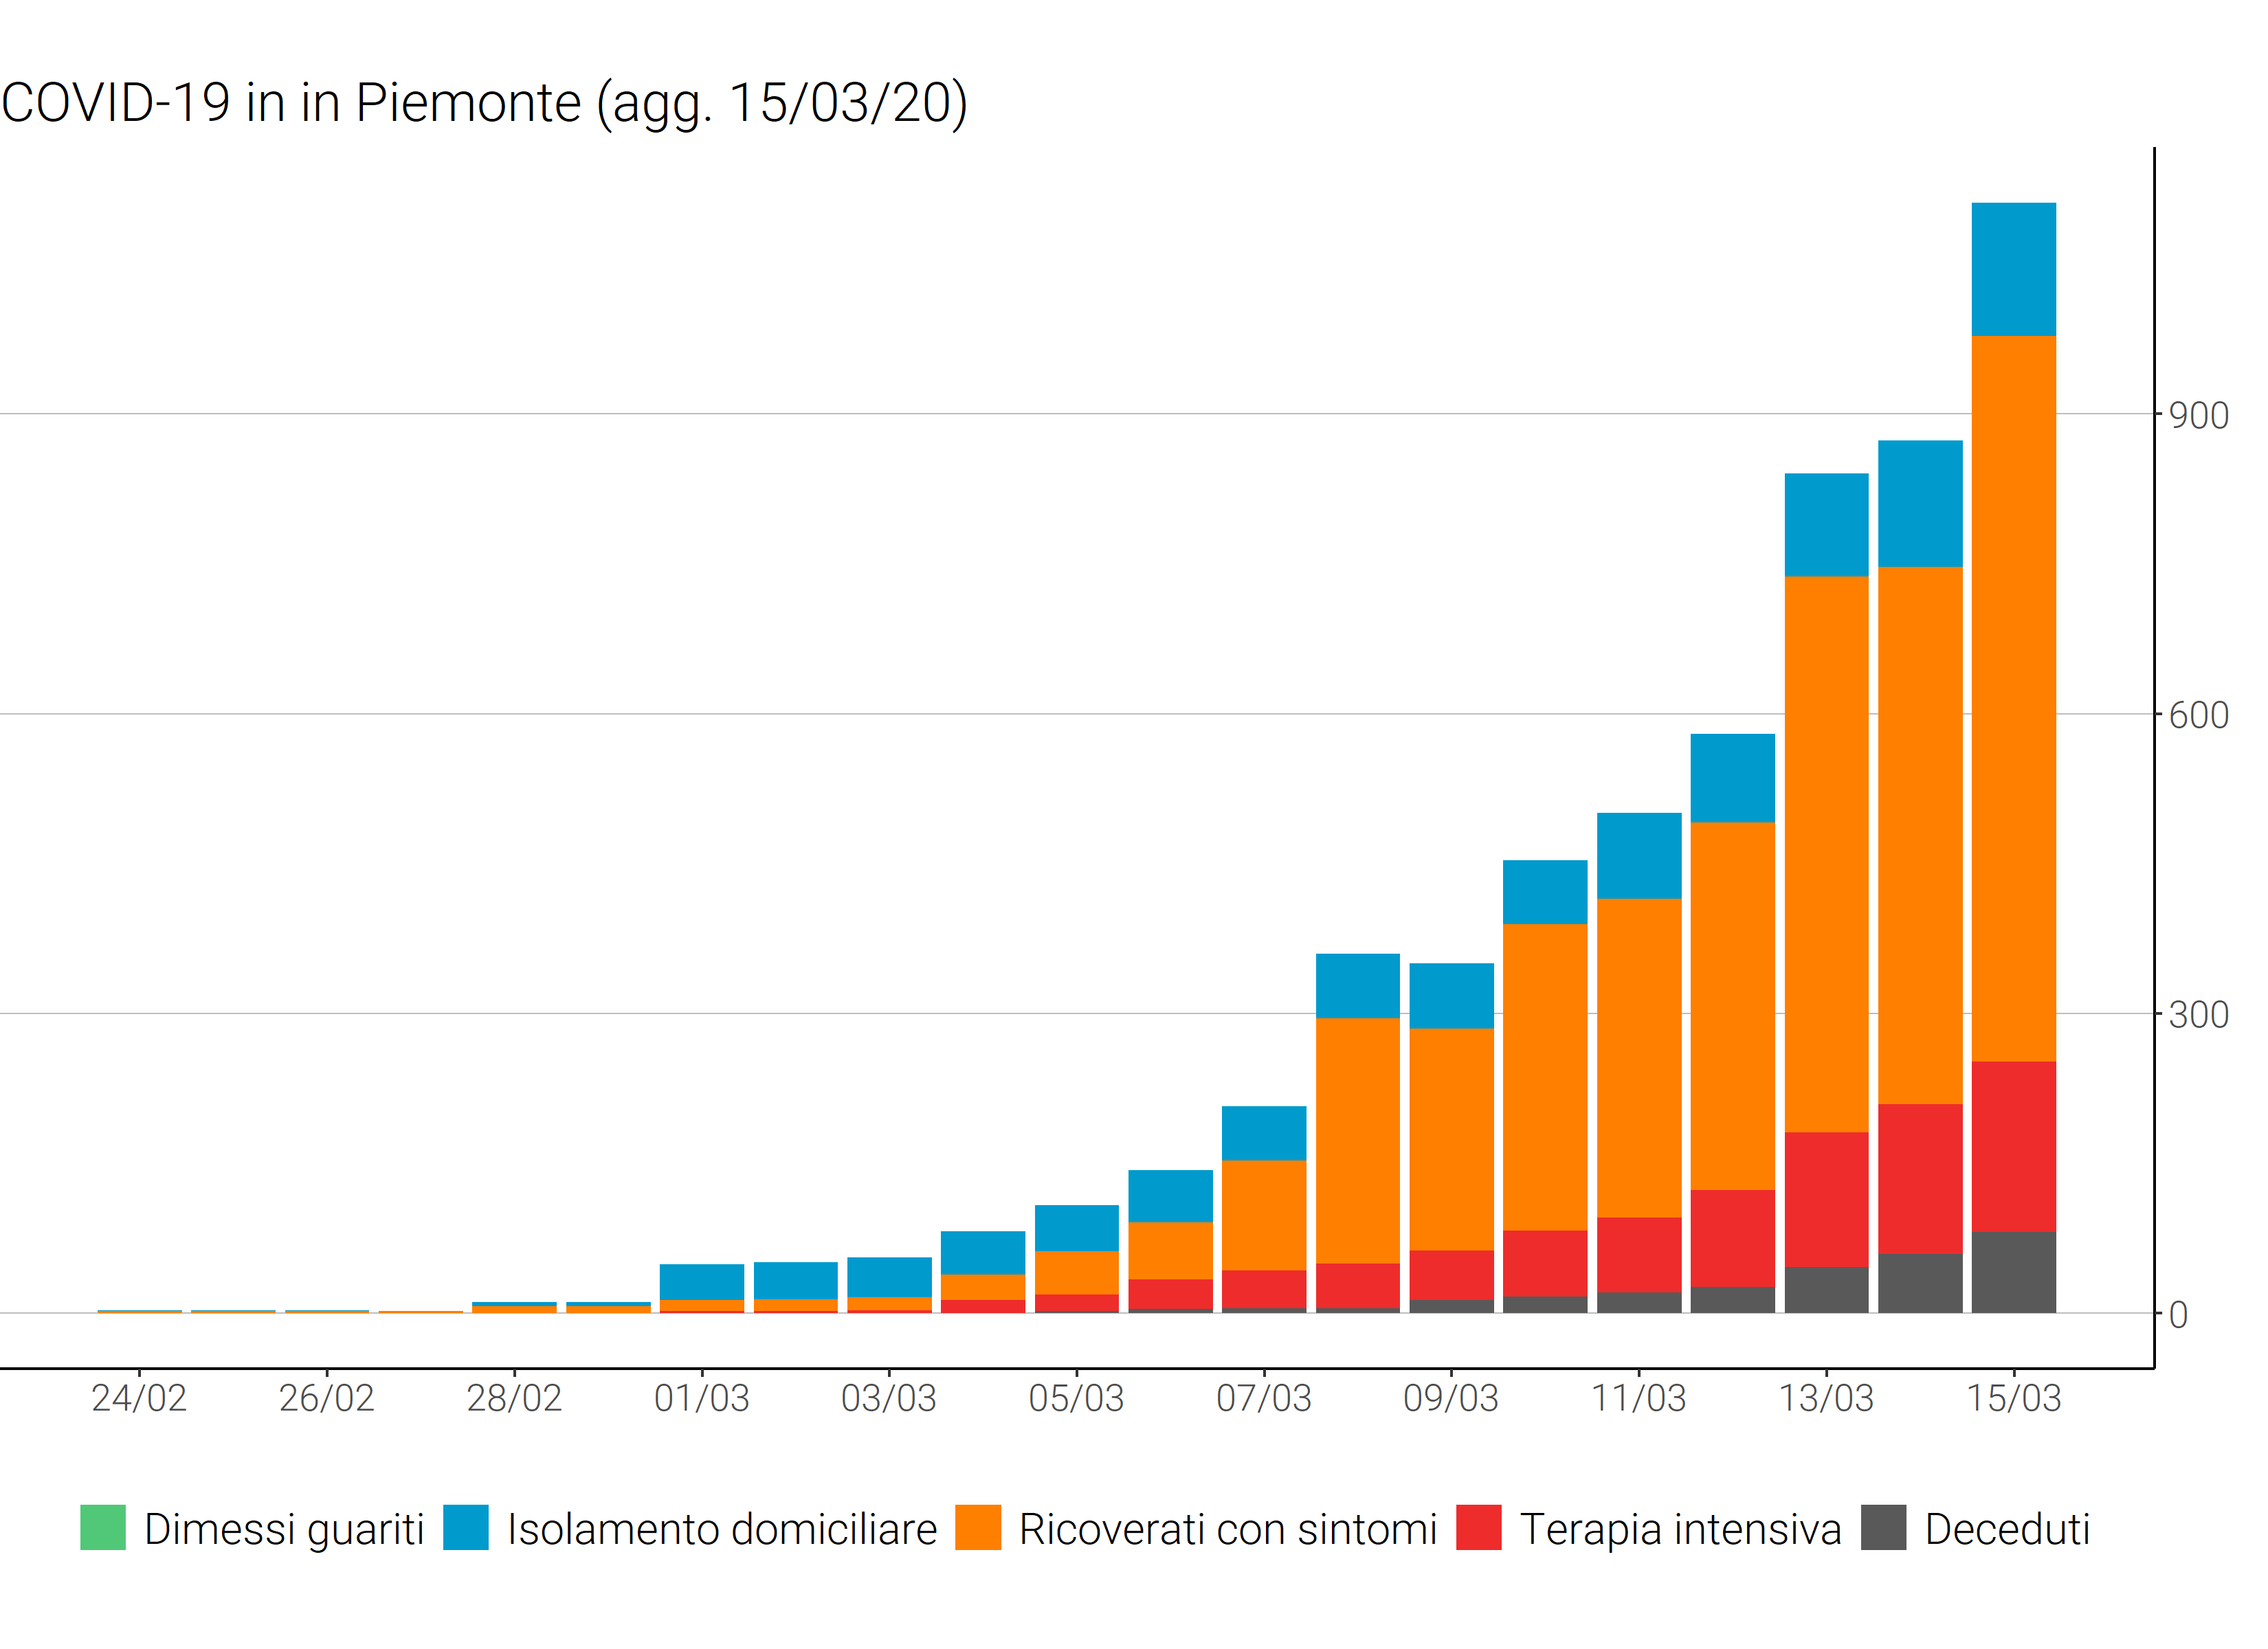 COVID-19 in in Piemonte (agg. 15/03/20)
900
600
300
0
24/02 26/02 28/02 01/03 03/03 05/03 07/03 09/03 11/03 13/03 15/03
Dimessi guariti Isolamento domiciliare Ricoverati con sintomi Terapia intensiva Deceduti